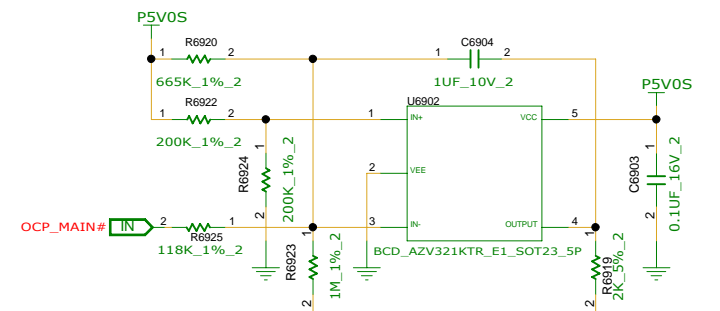 P5V0S
R6920
1 2
665K_1%_2
C6904
1 2
1UF_10V_2
P5V0S
R6922
1 2
200K_1%_2
U6902
1 IN+ VCC 5
2 VEE
3 IN- OUTPUT 4
BCD_AZV321KTR_E1_SOT23_5P
1
R6924
2
200K_1%_2
1
C6903
2
0.1UF_16V_2
OCP_MAIN# IN
2 1
R6925
118K_1%_2
1
R6923
2
1M_1%_2
1
R6919
2
2K_5%_2